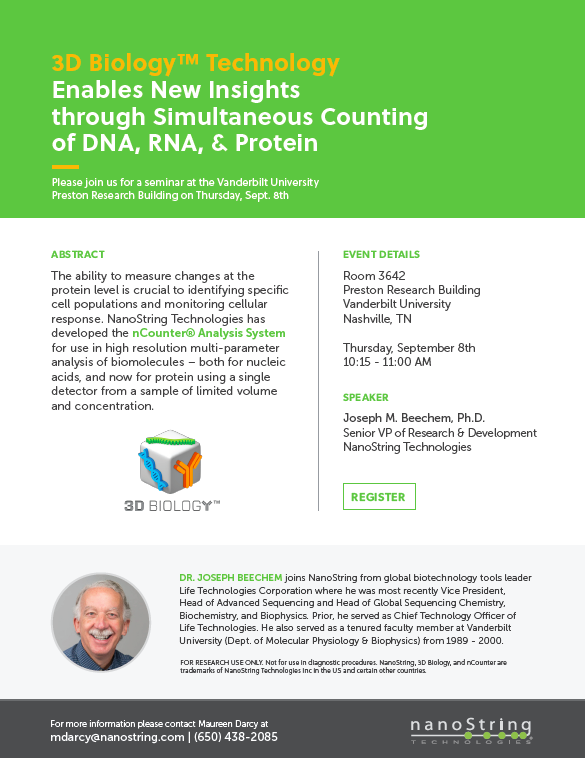 3D Biology™ Technology
Enables New Insights
through Simultaneous Counting
of DNA, RNA, & Protein
Please join us for a seminar at the Vanderbilt University
Preston Research Building on Thursday, Sept. 8th
ABSTRACT
The ability to measure changes at the
protein level is crucial to identifying specific
cell populations and monitoring cellular
response. NanoString Technologies has
developed the nCounter® Analysis System
for use in high resolution multi-parameter
analysis of biomolecules – both for nucleic
acids, and now for protein using a single
detector from a sample of limited volume
and concentration.
3D BIOLOGY™
EVENT DETAILS
Room 3642
Preston Research Building
Vanderbilt University
Nashville, TN
Thursday, September 8th
10:15 - 11:00 AM
SPEAKER
Joseph M. Beechem, Ph.D.
Senior VP of Research & Development
NanoString Technologies
REGISTER
DR. JOSEPH BEECHEM joins NanoString from global biotechnology tools leader
Life Technologies Corporation where he was most recently Vice President,
Head of Advanced Sequencing and Head of Global Sequencing Chemistry,
Biochemistry, and Biophysics. Prior, he served as Chief Technology Officer of
Life Technologies. He also served as a tenured faculty member at Vanderbilt
University (Dept. of Molecular Physiology & Biophysics) from 1989 - 2000.
FOR RESEARCH USE ONLY. Not for use in diagnostic procedures. NanoString, 3D Biology, and nCounter are
trademarks of NanoString Technologies Inc in the US and certain other countries.
For more information please contact Maureen Darcy at
mdarcy@nanostring.com | (650) 438-2085
nanoString
TECHNOLOGIES®